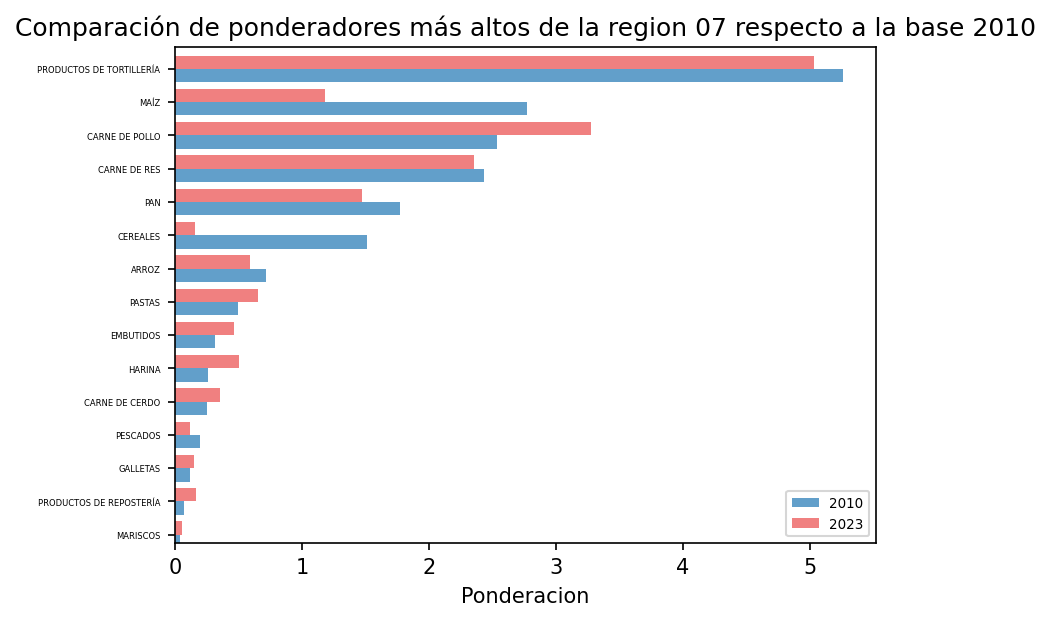 Comparación de ponderadores más altos de la region 07 respecto a la base 2010
PRODUCTOS DE TORTILLERÍA
MAÍZ
CARNE DE POLLO
CARNE DE RES
PAN
CEREALES
ARROZ
PASTAS
EMBUTIDOS
HARINA
CARNE DE CERDO
PESCADOS
GALLETAS
PRODUCTOS DE REPOSTERÍA
MARISCOS
2010
2023
0 1 2 3 4 5
Ponderacion